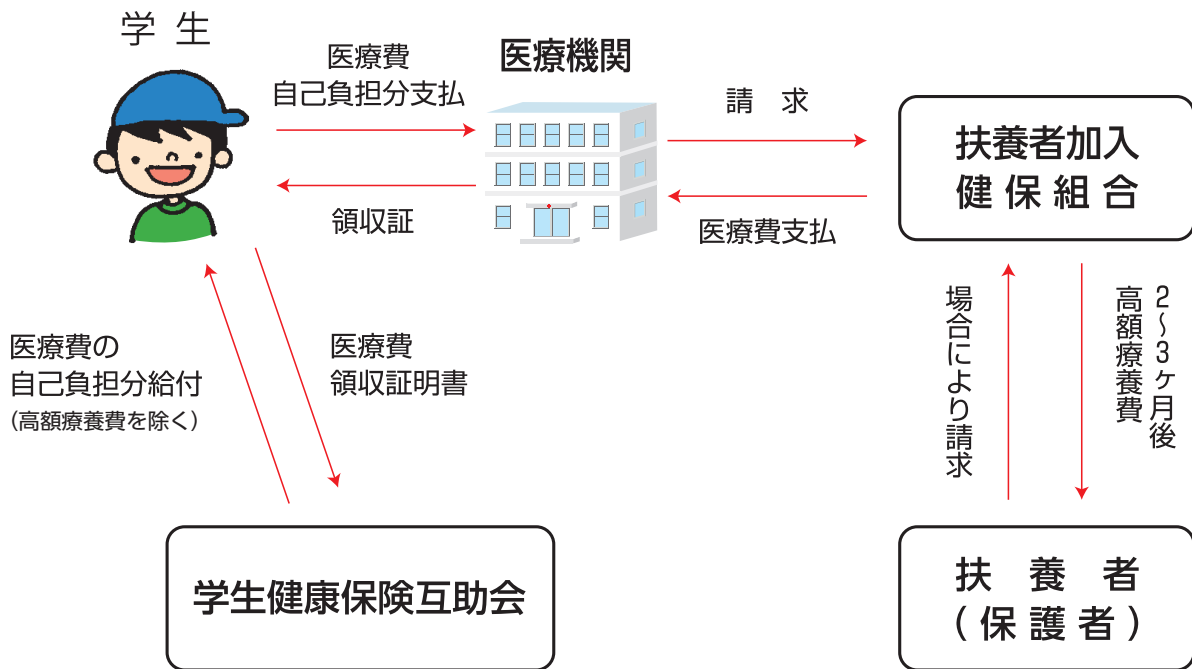 学生
医療費
自己負担分支払
医療機関
請求
扶養者加入
健保組合
領収証
医療費支払
医療費の
自己負担分給付
(高額療養費を除く)
医療費
領収証明書
場合により請求
2〜3ヶ月後
高額療養費
学生健康保険互助会
扶養者
(保護者)